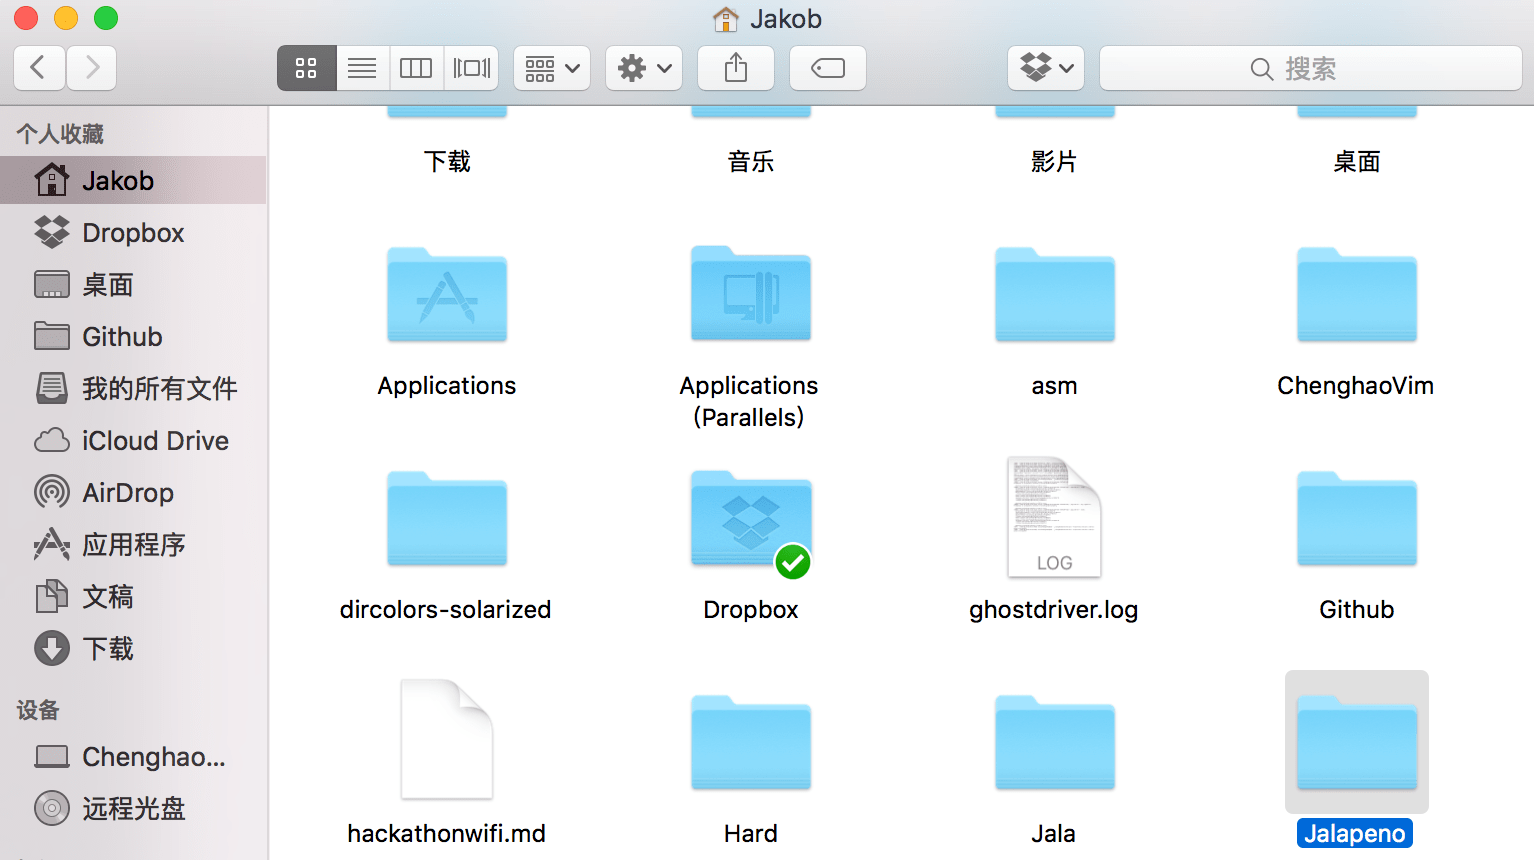 Jakob
搜索
个人收藏
Jakob
Dropbox
桌面
Github
我的所有文件
iCloud Drive
AirDrop
应用程序
文稿
下载
设备
Chenghao...
远程光盘
下载
音乐
影片
桌面
Applications
Applications
(Parallels)
asm
ChenghaoVim
dircolors-solarized
Dropbox
LOG
ghostdriver.log
Github
hackathonwifi.md
Hard
Jala
Jalapeno